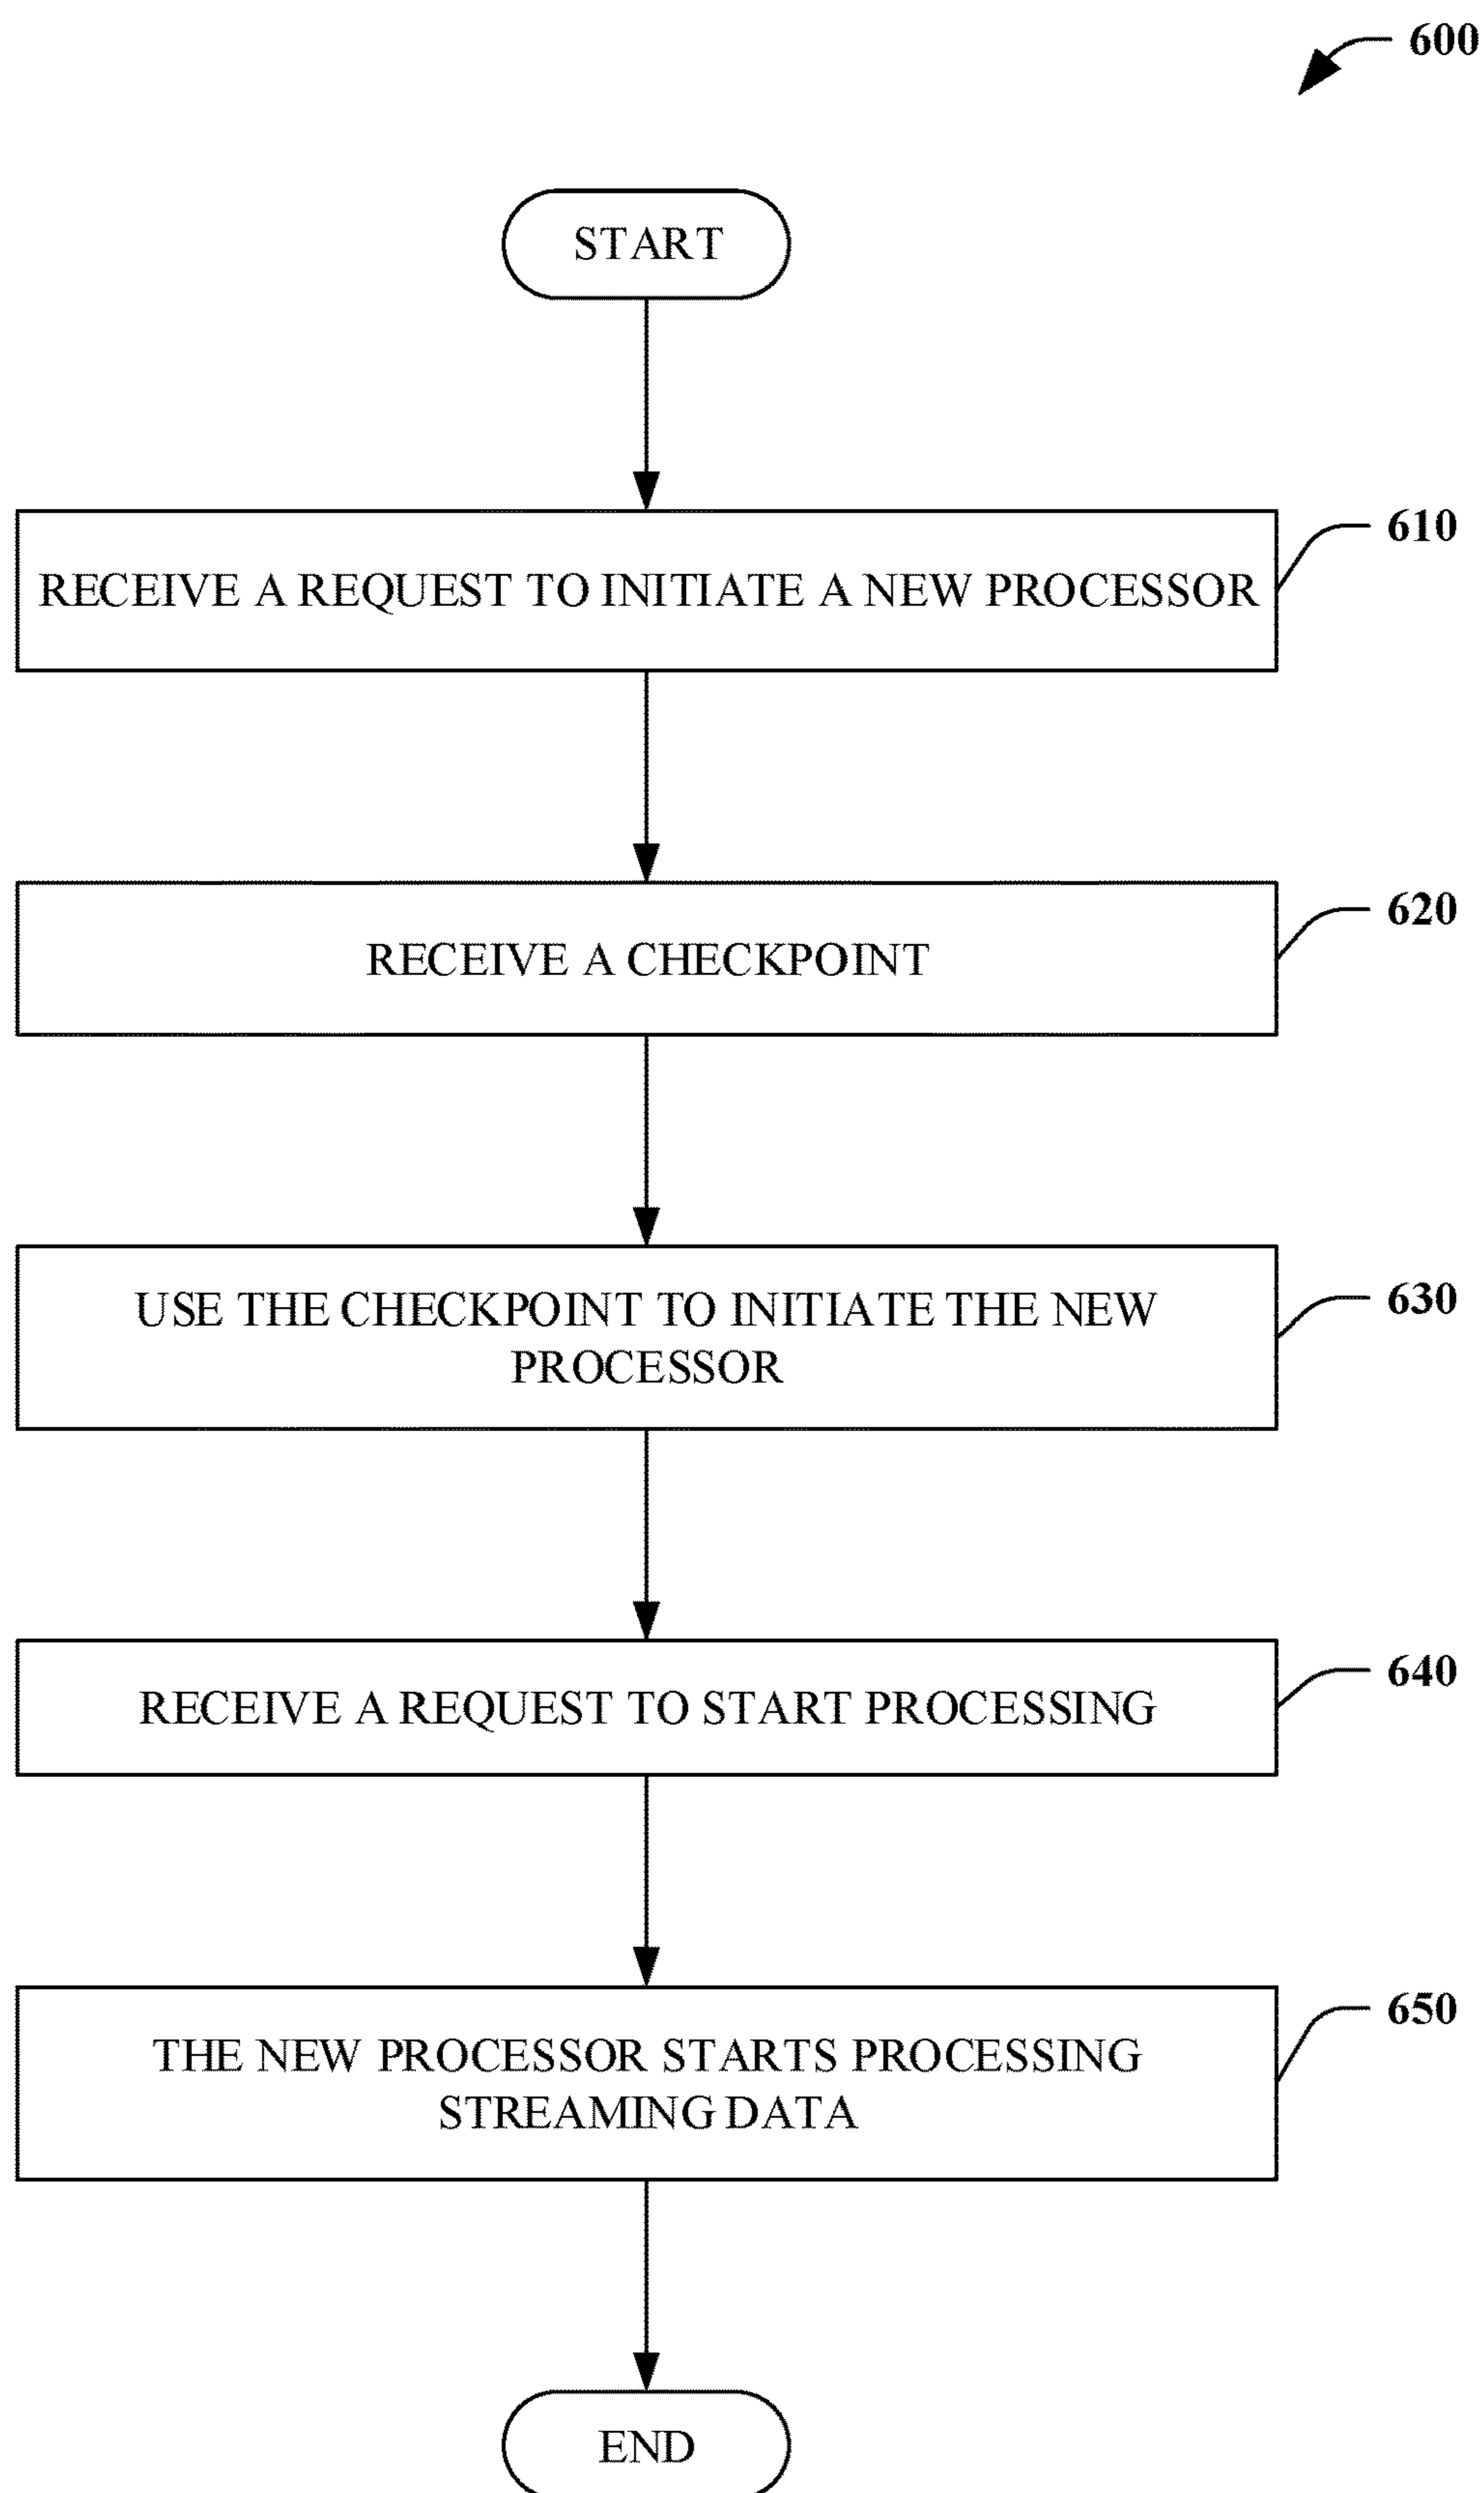 600
START
610
RECEIVE A REQUEST TO INITIATE A NEW PROCESSOR
620
RECEIVE A CHECKPOINT
630
USE THE CHECKPOINT TO INITIATE THE NEW
PROCESSOR
640
RECEIVE A REQUEST TO START PROCESSING
650
THE NEW PROCESSOR STARTS PROCESSING
STREAMING DATA
END